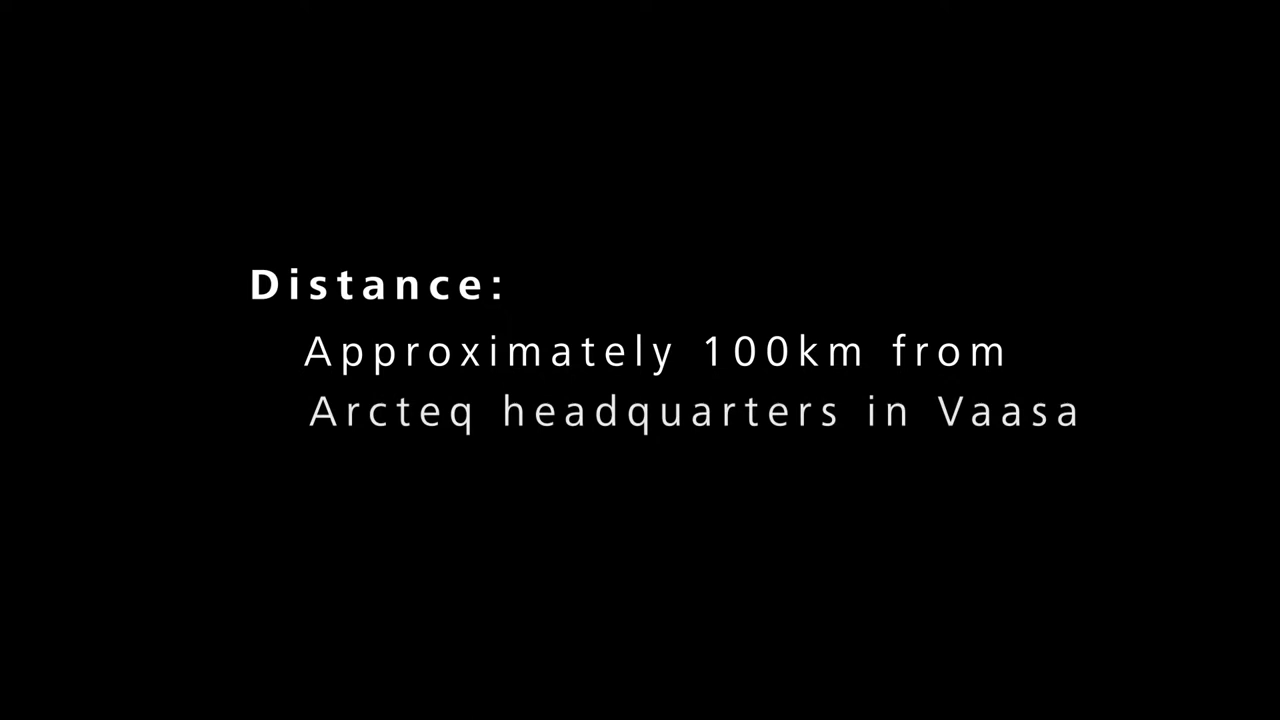 Distance:
Approximately 100km from
Arcteq headquarters in Vaasa